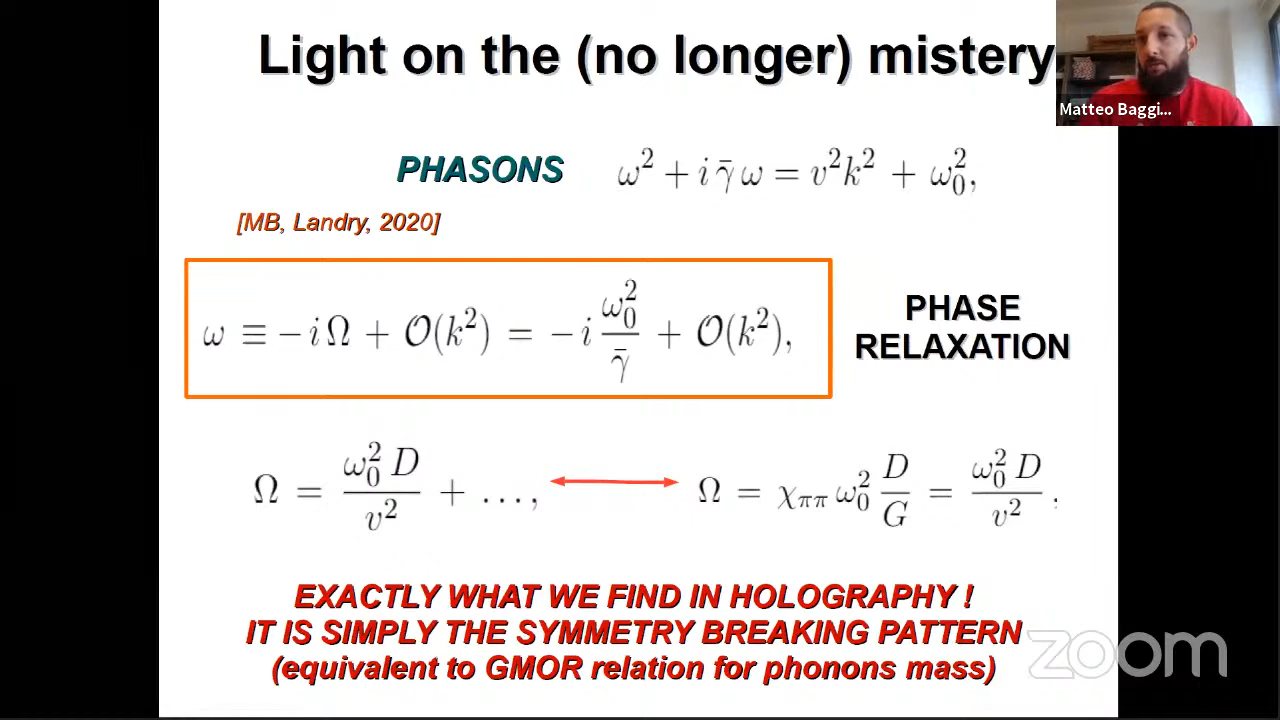 Light on the (no longer) mistery
Matteo Baggi...
PHASONS ω² + i γ̄ ω = v²k² + ω₀²,
[MB, Landry, 2020]
ω ≡ − i Ω + 𝒪(k²) = − i ω₀²/γ̄ + 𝒪(k²),
PHASE
RELAXATION
Ω = ω₀² D / v² + …, Ω = χππ ω₀² D/G = ω₀² D / v² ,
EXACTLY WHAT WE FIND IN HOLOGRAPHY !
IT IS SIMPLY THE SYMMETRY BREAKING PATTERN
(equivalent to GMOR relation for phonons mass)
zoom